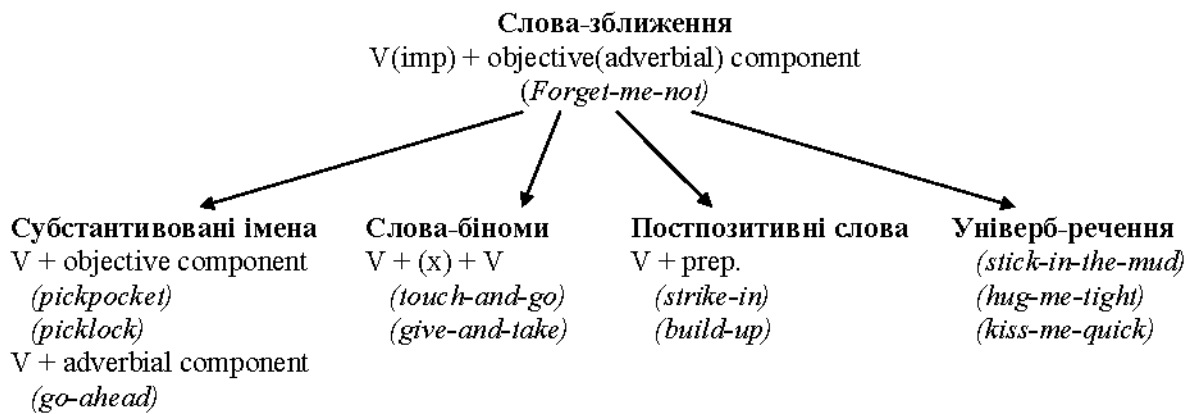 Слова-зближення
V(imp) + objective(adverbial) component
(Forget-me-not)
Субстантивовані імена
V + objective component
(pickpocket)
(picklock)
V + adverbial component
(go-ahead)
Слова-біноми
V + (x) + V
(touch-and-go)
(give-and-take)
Постпозитивні слова
V + prep.
(strike-in)
(build-up)
Універб-речення
(stick-in-the-mud)
(hug-me-tight)
(kiss-me-quick)